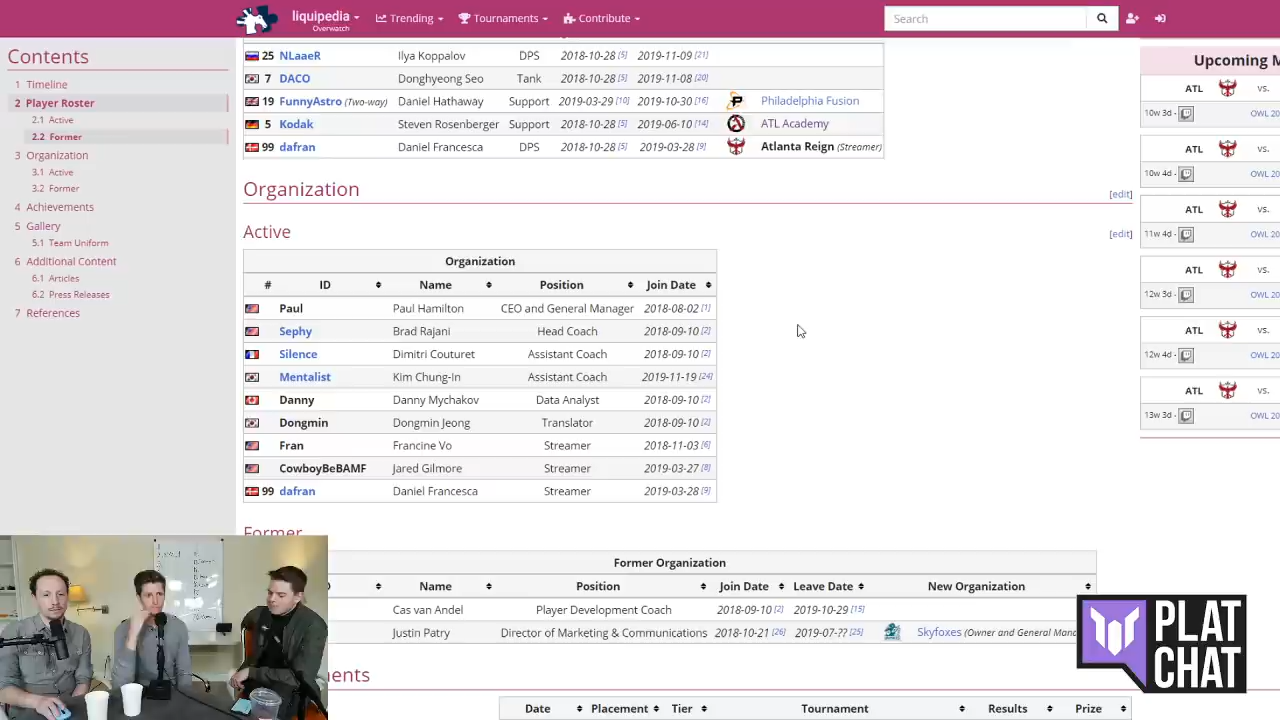 liquipedia
Overwatch
Trending
Tournaments
Contribute
Search
Contents
1 Timeline
2 Player Roster
2.1 Active
2.2 Former
3 Organization
3.1 Active
3.2 Former
4 Achievements
5 Gallery
5.1 Team Uniform
6 Additional Content
6.1 Articles
6.2 Press Releases
7 References
25 NLaaeR Ilya Koppalov DPS 2018-10-28 [5] 2019-11-09 [21]
7 DACO Donghyeong Seo Tank 2018-10-28 [5] 2019-11-08 [20]
19 FunnyAstro (Two-way) Daniel Hathaway Support 2019-03-29 [10] 2019-10-30 [16] Philadelphia Fusion
5 Kodak Steven Rosenberger Support 2018-10-28 [5] 2019-06-10 [14] ATL Academy
99 dafran Daniel Francesca DPS 2018-10-28 [5] 2019-03-28 [9] Atlanta Reign (Streamer)
Organization [edit]
Active [edit]
Organization
# ID Name Position Join Date
Paul Paul Hamilton CEO and General Manager 2018-08-02 [1]
Sephy Brad Rajani Head Coach 2018-09-10 [2]
Silence Dimitri Couturet Assistant Coach 2018-09-10 [2]
Mentalist Kim Chung-In Assistant Coach 2019-11-19 [24]
Danny Danny Mychakov Data Analyst 2018-09-10 [2]
Dongmin Dongmin Jeong Translator 2018-09-10 [2]
Fran Francine Vo Streamer 2018-11-03 [6]
CowboyBeBAMF Jared Gilmore Streamer 2019-03-27 [8]
99 dafran Daniel Francesca Streamer 2019-03-28 [9]
Former
Former Organization
Name Position Join Date Leave Date New Organization
Cas van Andel Player Development Coach 2018-09-10 [2] 2019-10-29 [15]
Justin Patry Director of Marketing & Communications 2018-10-21 [26] 2019-07-?? [25] Skyfoxes (Owner and General Mana
ments
Date Placement Tier Tournament Results Prize
Upcoming M
ATL vs.
10w 3d - OWL 20
ATL vs.
10w 4d - OWL 20
ATL vs.
11w 4d - OWL 20
ATL vs.
12w 3d - OWL 20
ATL vs.
12w 4d - OWL 20
ATL vs.
13w 3d - OWL 20
PLAT
CHAT